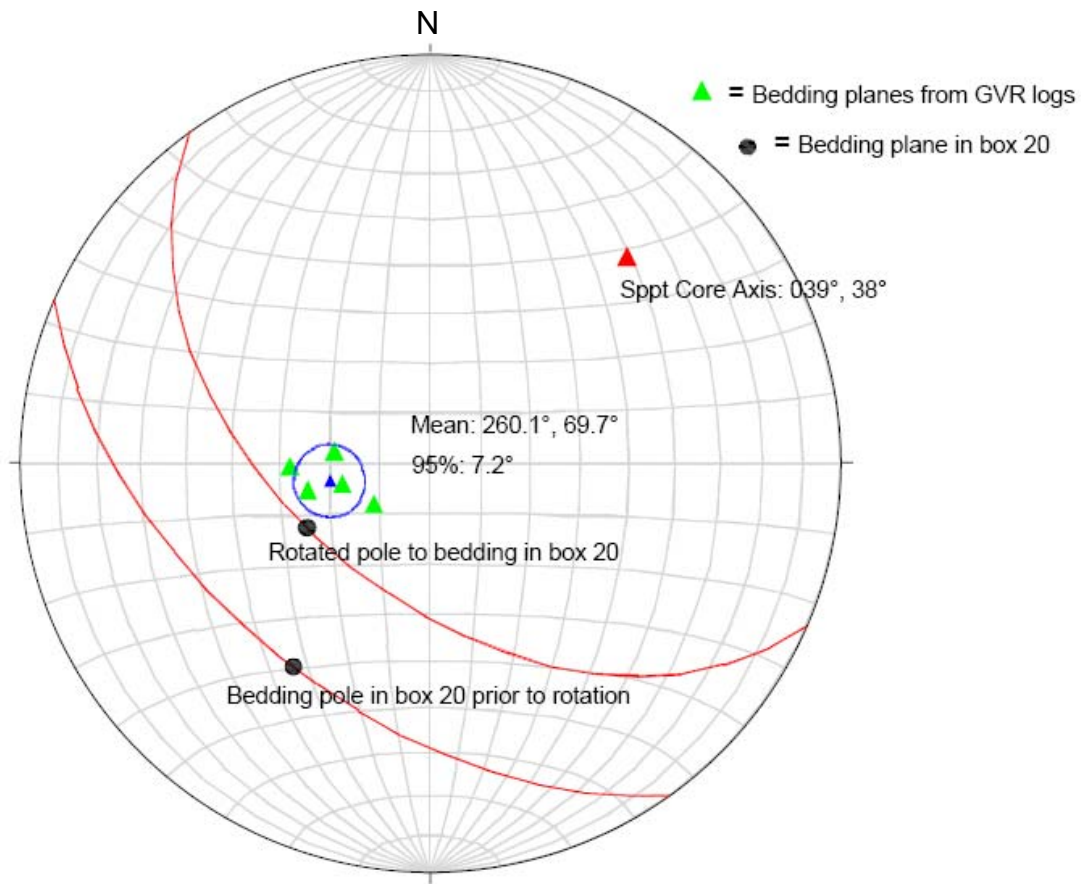 N
= Bedding planes from GVR logs
= Bedding plane in box 20
Sppt Core Axis: 039°, 38°
Mean: 260.1°, 69.7°
95%: 7.2°
Rotated pole to bedding in box 20
Bedding pole in box 20 prior to rotation